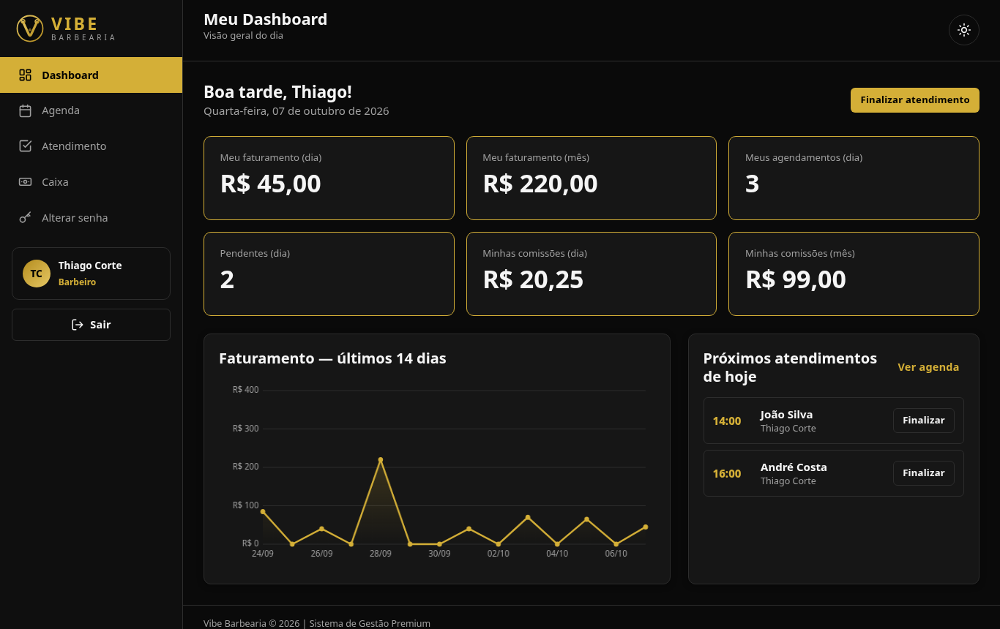 VIBE
BARBEARIA
Dashboard
Agenda
Atendimento
Caixa
Alterar senha
TC
Thiago Corte
Barbeiro
Sair
Meu Dashboard
Visão geral do dia
Boa tarde, Thiago!
Quarta-feira, 07 de outubro de 2026
Finalizar atendimento
Meu faturamento (dia)
R$ 45,00
Meu faturamento (mês)
R$ 220,00
Meus agendamentos (dia)
3
Pendentes (dia)
2
Minhas comissões (dia)
R$ 20,25
Minhas comissões (mês)
R$ 99,00
Faturamento — últimos 14 dias
R$ 400
R$ 300
R$ 200
R$ 100
R$ 0
24/09 26/09 28/09 30/09 02/10 04/10 06/10
Próximos atendimentos
de hoje
Ver agenda
14:00
João Silva
Thiago Corte
Finalizar
16:00
André Costa
Thiago Corte
Finalizar
Vibe Barbearia © 2026 | Sistema de Gestão Premium